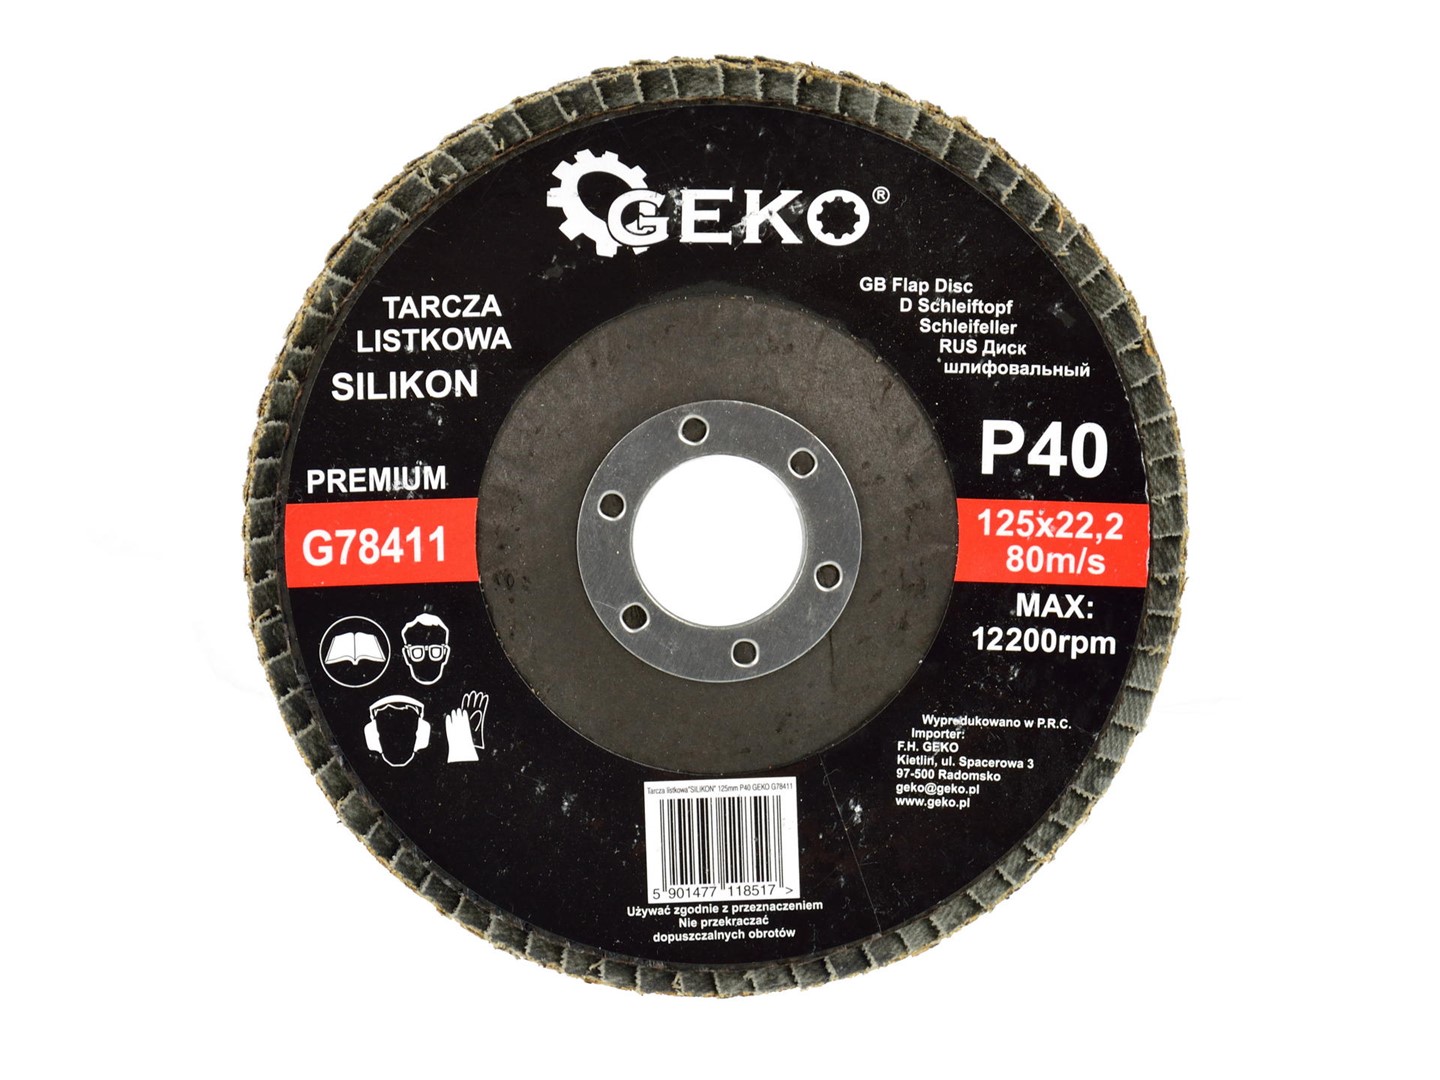 GEKO®
TARCZA
LISTKOWA
SILIKON
PREMIUM
G78411
GB Flap Disc
D Schleiftopf
Schleifeller
RUS Диск
шлифовальный
P40
125x22,2
80m/s
MAX:
12200rpm
Wyprodukowano w P.R.C.
Importer:
F.H. GEKO
Kietlin, ul. Spacerowa 3
97-500 Radomsko
geko@geko.pl
www.geko.pl
Tarcza listkowa"SILIKON" 125mm P40 GEKO G78411
5 901477 118517 >
Używać zgodnie z przeznaczeniem
Nie przekraczać
dopuszczalnych obrotów